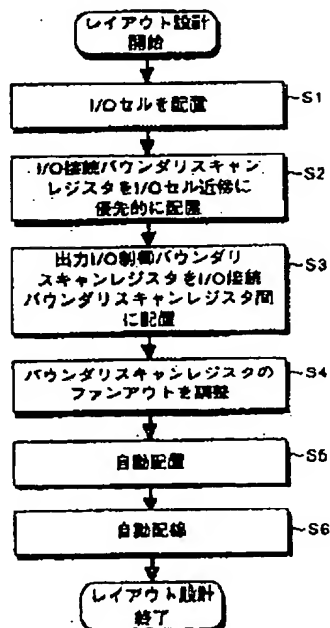 レイアウト設計
開始
I/Oセルを配置
S1
I/O接続バウンダリスキャン
レジスタをI/Oセル近傍に
優先的に配置
S2
出力I/O制御バウンダリ
スキャンレジスタをI/O接続
バウンダリスキャンレジスタ間
に配置
S3
バウンダリスキャンレジスタの
ファンアウトを調整
S4
自動配置
S5
自動配線
S6
レイアウト設計
終了